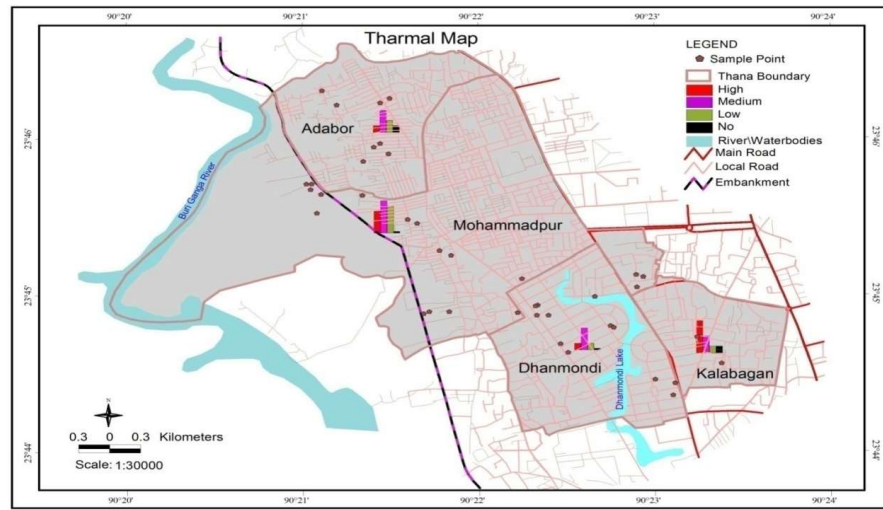 90°20' 90°21' 90°22' 90°23' 90°24'
Tharmal Map
LEGEND
Sample Point
Thana Boundary
High
Medium
Low
No
River\Waterbodies
Main Road
Local Road
Embankment
23°46'
23°46'
Adabor
Buri Ganga River
Mohammadpur
23°45'
23°45'
Dhanmondi
Dhanmondi Lake
Kalabagan
N
0.3 0 0.3 Kilometers
Scale: 1:30000
23°44'
23°44'
90°20' 90°21' 90°22' 90°23' 90°24'